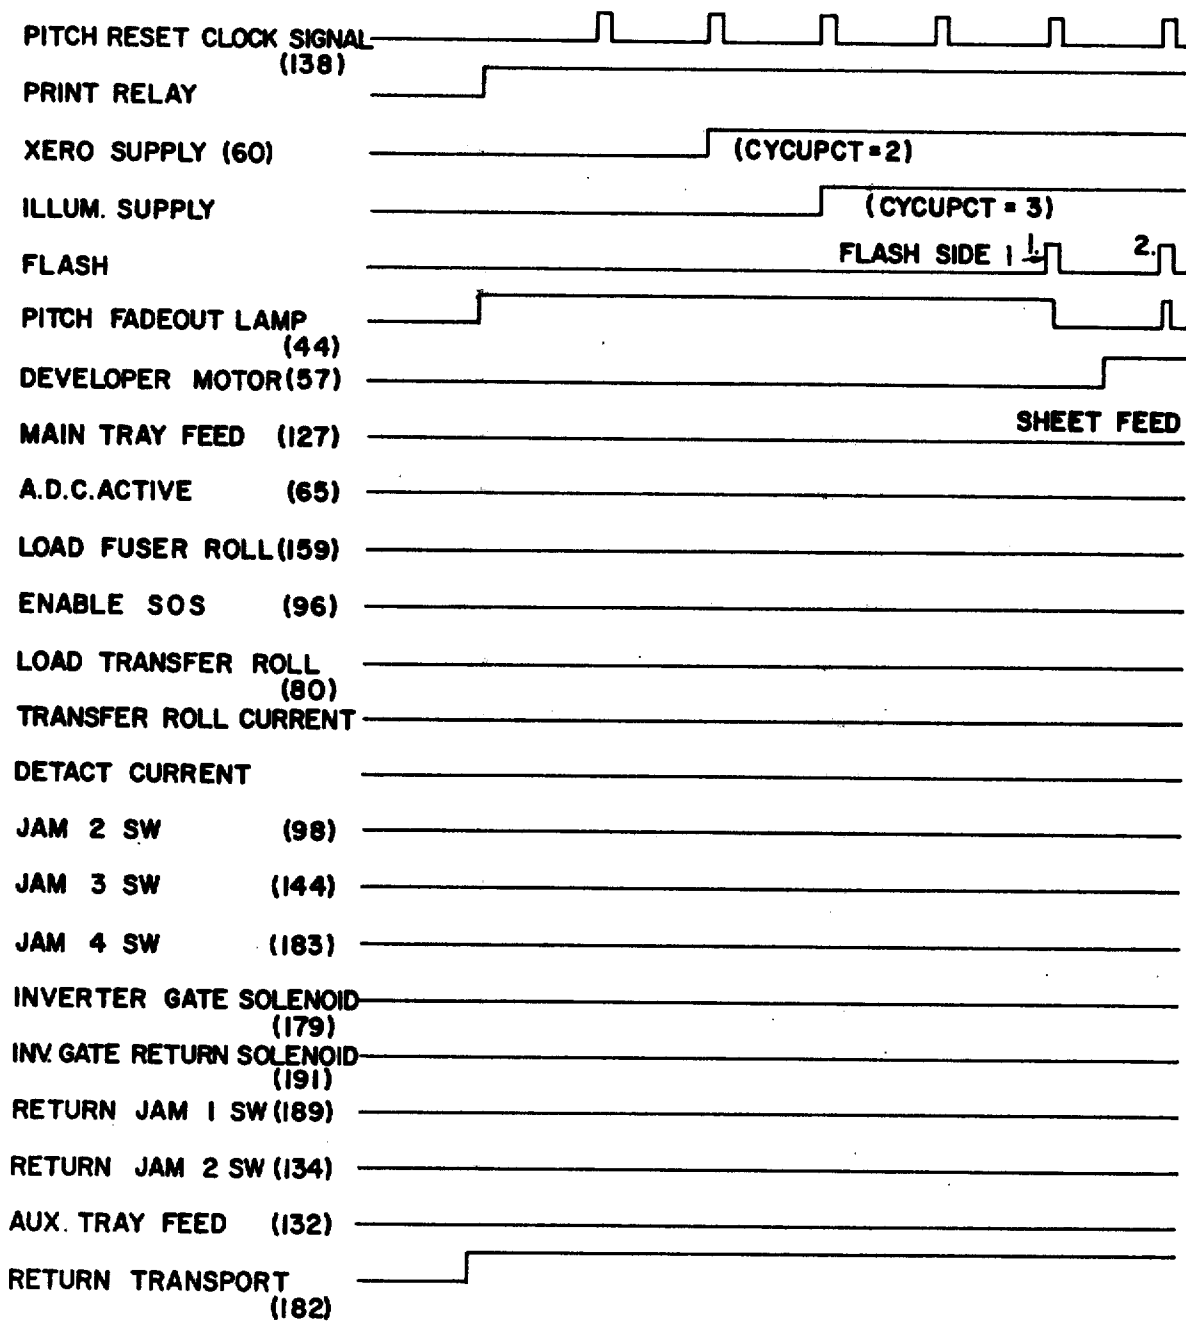 PITCH RESET CLOCK SIGNAL
(138)
PRINT RELAY
XERO SUPPLY (60)
(CYCUPCT = 2)
ILLUM. SUPPLY
(CYCUPCT = 3)
FLASH
FLASH SIDE 1
1.
2.
PITCH FADEOUT LAMP
(44)
DEVELOPER MOTOR (57)
MAIN TRAY FEED (127)
SHEET FEED
A.D.C. ACTIVE (65)
LOAD FUSER ROLL (159)
ENABLE SOS (96)
LOAD TRANSFER ROLL
(80)
TRANSFER ROLL CURRENT
DETACT CURRENT
JAM 2 SW (98)
JAM 3 SW (144)
JAM 4 SW (183)
INVERTER GATE SOLENOID
(179)
INV. GATE RETURN SOLENOID
(191)
RETURN JAM 1 SW (189)
RETURN JAM 2 SW (134)
AUX. TRAY FEED (132)
RETURN TRANSPORT
(182)